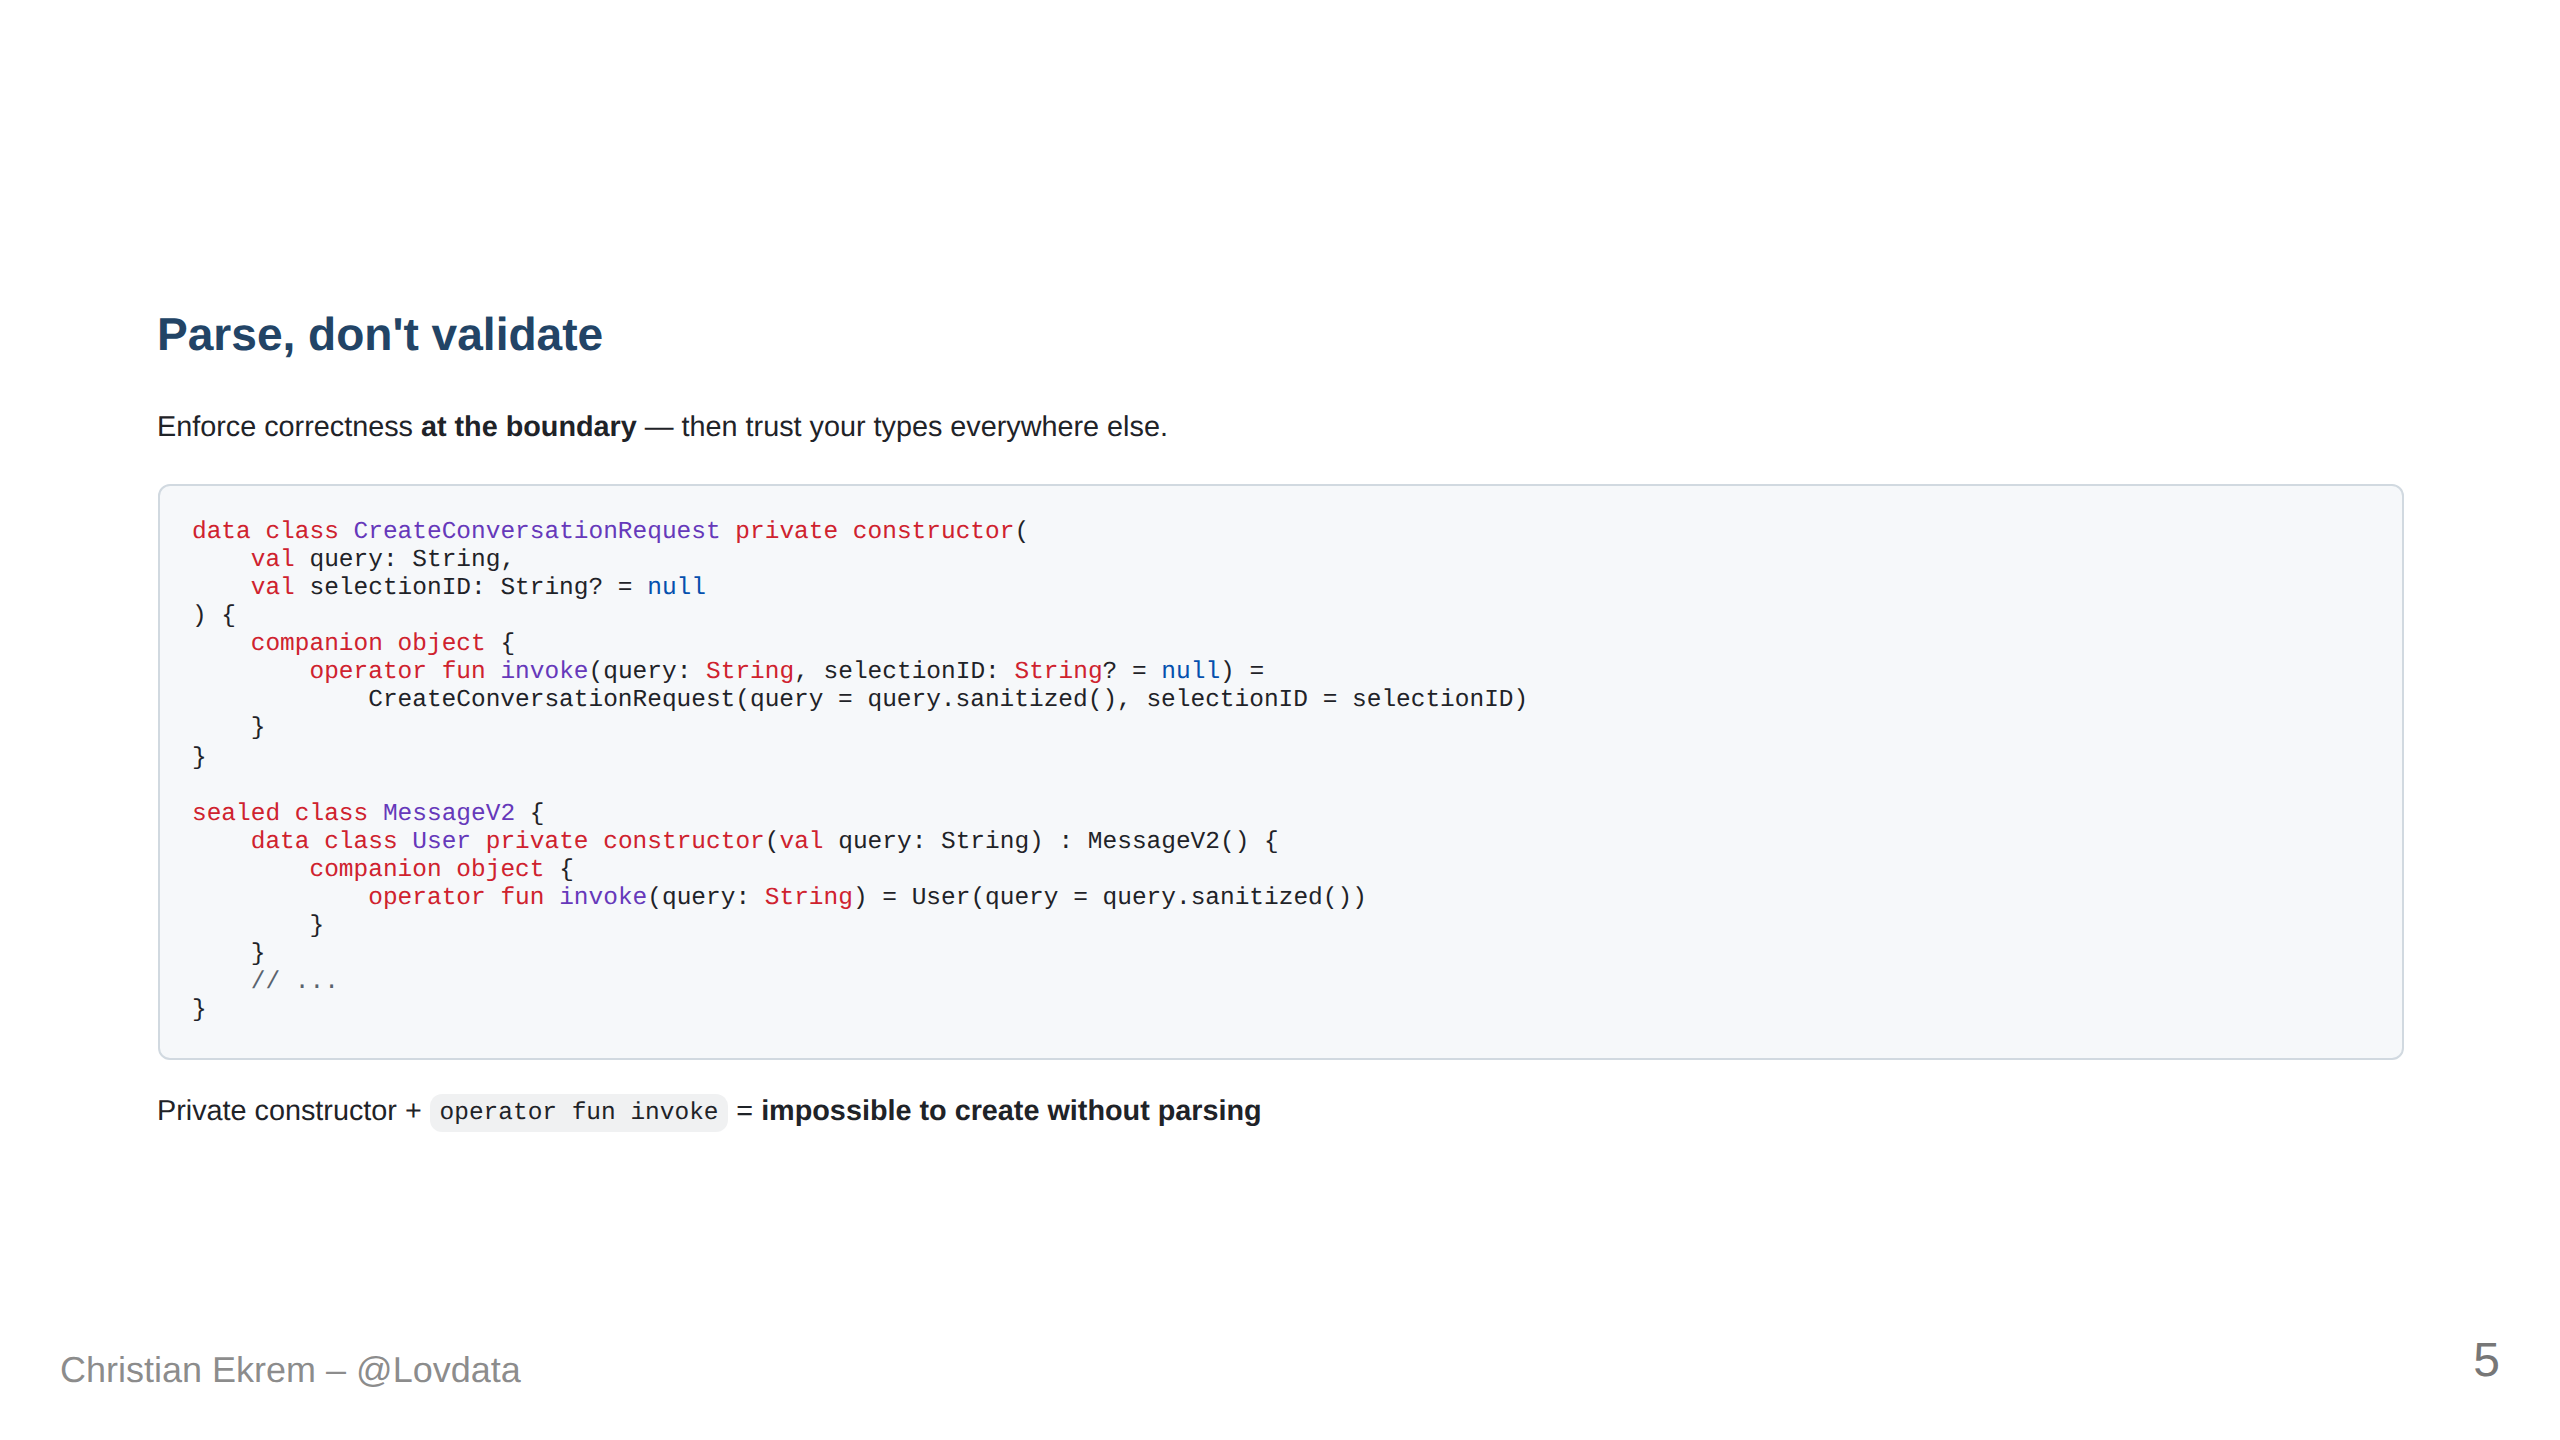 Parse, don't validate
Enforce correctness at the boundary — then trust your types everywhere else.
data class CreateConversationRequest private constructor(
    val query: String,
    val selectionID: String? = null
) {
    companion object {
        operator fun invoke(query: String, selectionID: String? = null) =
            CreateConversationRequest(query = query.sanitized(), selectionID = selectionID)
    }
}

sealed class MessageV2 {
    data class User private constructor(val query: String) : MessageV2() {
        companion object {
            operator fun invoke(query: String) = User(query = query.sanitized())
        }
    }
    // ...
}
Private constructor + operator fun invoke = impossible to create without parsing
Christian Ekrem – @Lovdata
5